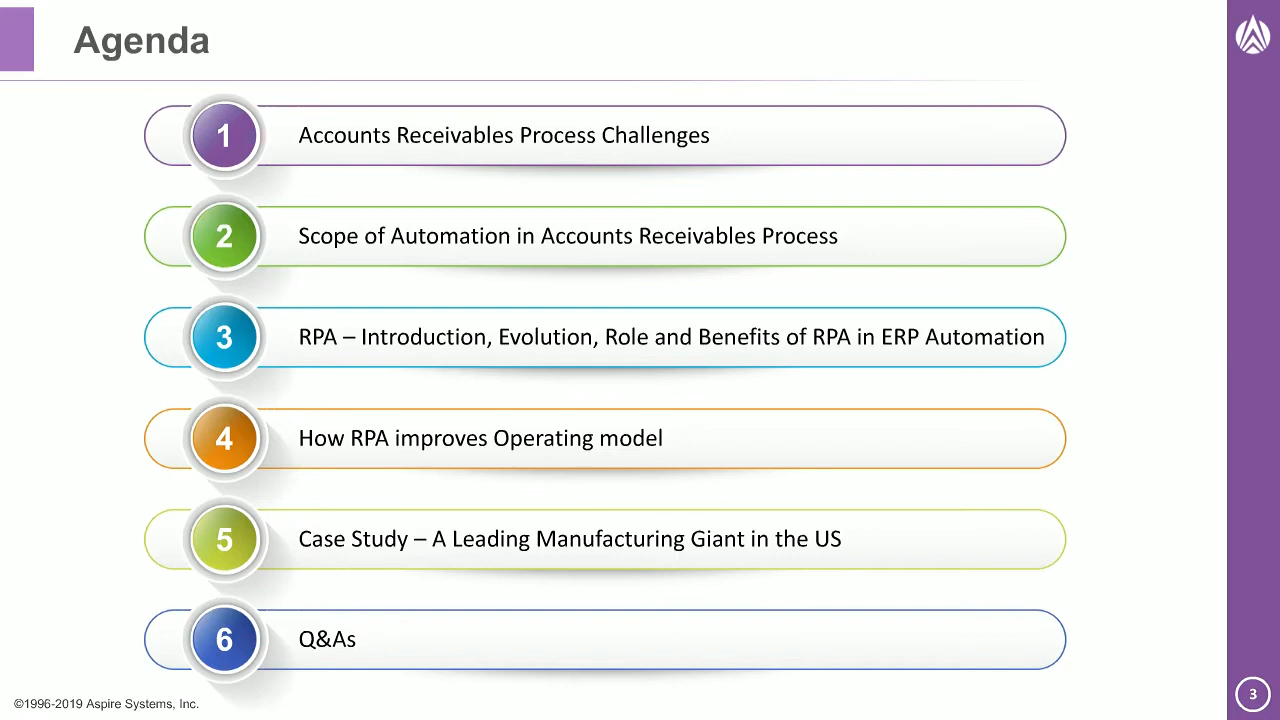 Agenda
1
Accounts Receivables Process Challenges
2
Scope of Automation in Accounts Receivables Process
3
RPA – Introduction, Evolution, Role and Benefits of RPA in ERP Automation
4
How RPA improves Operating model
5
Case Study – A Leading Manufacturing Giant in the US
6
Q&As
©1996-2019 Aspire Systems, Inc.
3